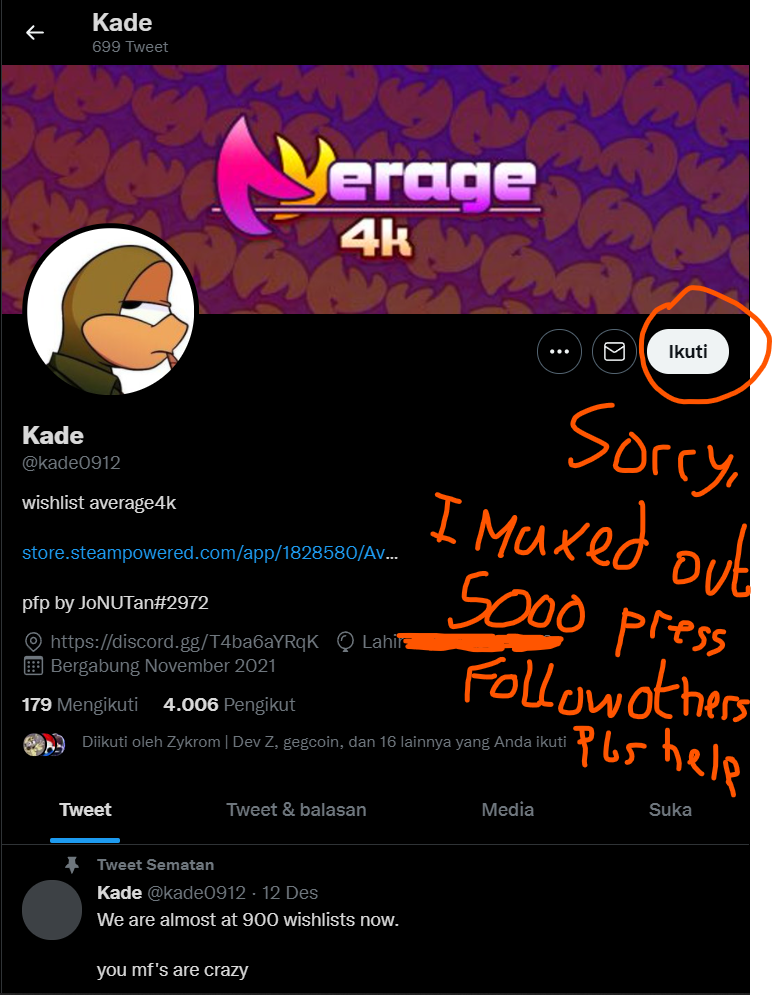 Kade
699 Tweet
Average
4k
Ikuti
Kade
@kade0912
wishlist average4k
store.steampowered.com/app/1828580/Av...
pfp by JoNUTan#2972
https://discord.gg/T4ba6aYRqK Lahir
Bergabung November 2021
179 Mengikuti 4.006 Pengikut
Diikuti oleh Zykrom | Dev Z, gegcoin, dan 16 lainnya yang Anda ikuti
Sorry,
I Maxed out
5000 press
Follow others
Pls help
Tweet Tweet & balasan Media Suka
Tweet Sematan
Kade @kade0912 · 12 Des
We are almost at 900 wishlists now.
you mf's are crazy